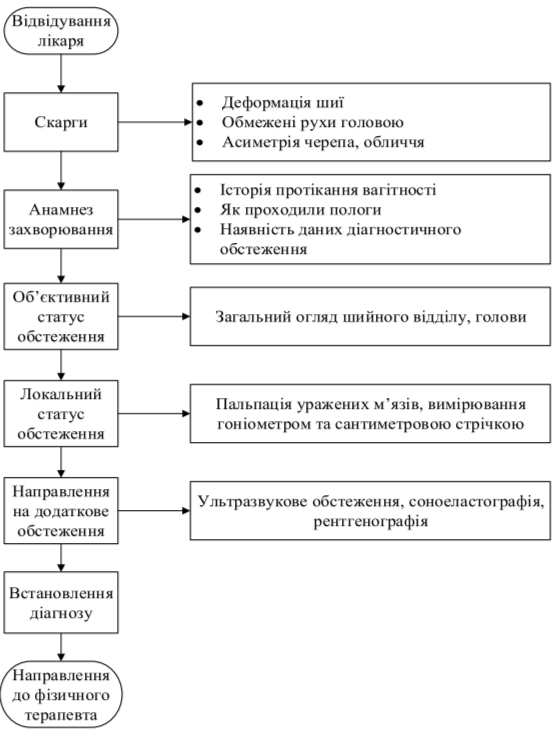 Відвідування
лікаря
Скарги
• Деформація шиї
• Обмежені рухи головою
• Асиметрія черепа, обличчя
Анамнез
захворювання
• Історія протікання вагітності
• Як проходили пологи
• Наявність даних діагностичного
обстеження
Об’єктивний
статус
обстеження
Загальний огляд шийного відділу, голови
Локальний
статус
обстеження
Пальпація уражених м’язів, вимірювання
гоніометром та сантиметровою стрічкою
Направлення
на додаткове
обстеження
Ультразвукове обстеження, соноеластографія,
рентгенографія
Встановлення
діагнозу
Направлення
до фізичного
терапевта